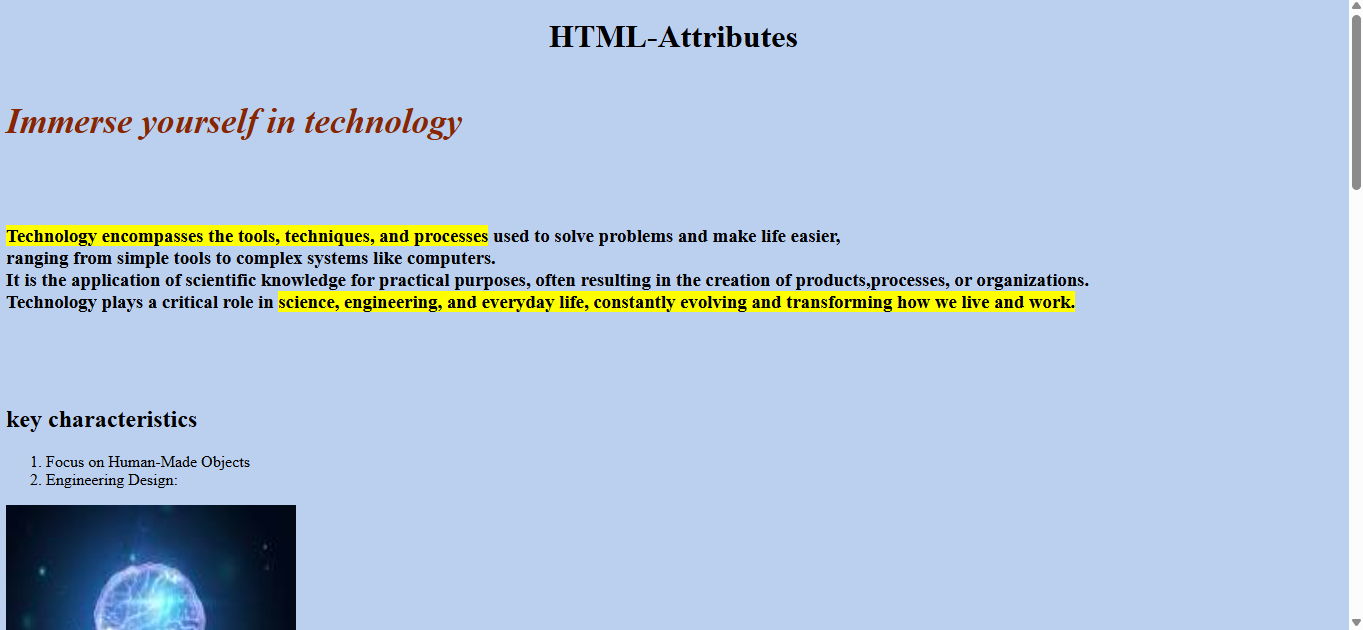 HTML-Attributes
Immerse yourself in technology
Technology encompasses the tools, techniques, and processes used to solve problems and make life easier,
ranging from simple tools to complex systems like computers.
It is the application of scientific knowledge for practical purposes, often resulting in the creation of products,processes, or organizations.
Technology plays a critical role in science, engineering, and everyday life, constantly evolving and transforming how we live and work.
key characteristics
1. Focus on Human-Made Objects
2. Engineering Design: